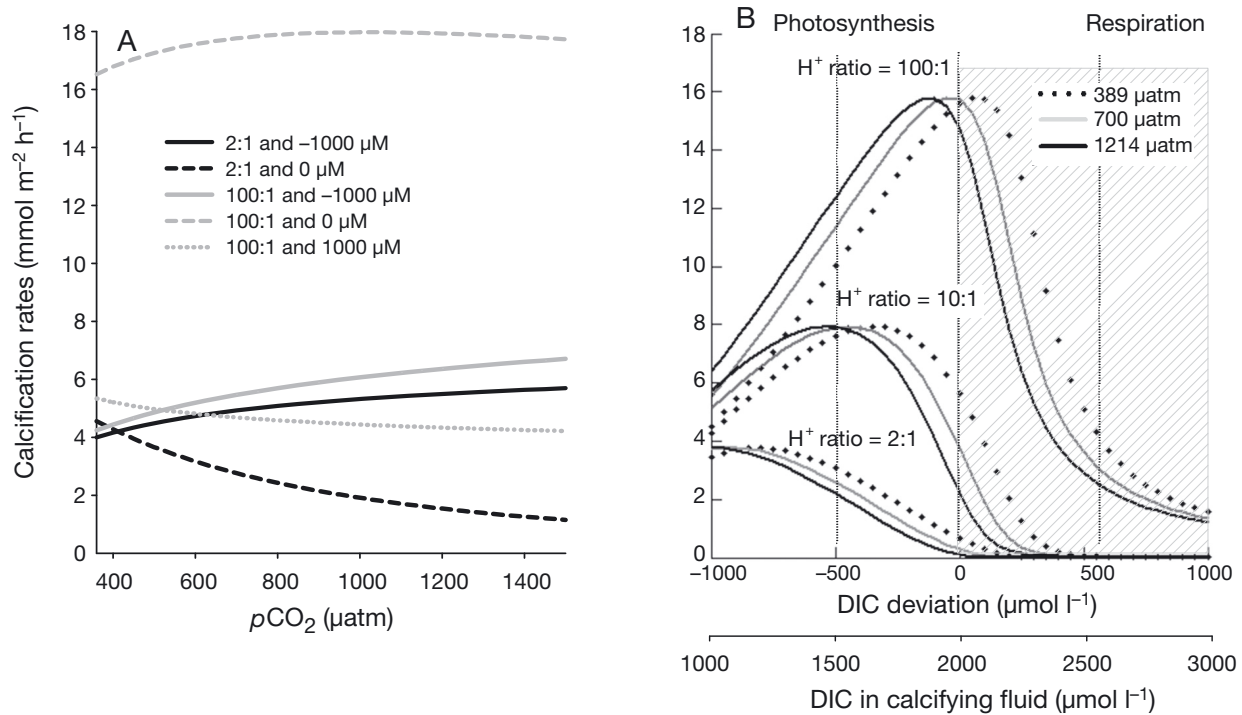 A
Calcification rates (mmol m⁻² h⁻¹)
18
16
14
12
10
8
6
4
2
0
2:1 and –1000 µM
2:1 and 0 µM
100:1 and –1000 µM
100:1 and 0 µM
100:1 and 1000 µM
400 600 800 1000 1200 1400
pCO₂ (µatm)
B Photosynthesis Respiration
18
16
14
12
10
8
6
4
2
0
H⁺ ratio = 100:1
389 µatm
700 µatm
1214 µatm
H⁺ ratio = 10:1
H⁺ ratio = 2:1
–1000 –500 0 500 1000
DIC deviation (µmol l⁻¹)
1000 1500 2000 2500 3000
DIC in calcifying fluid (µmol l⁻¹)